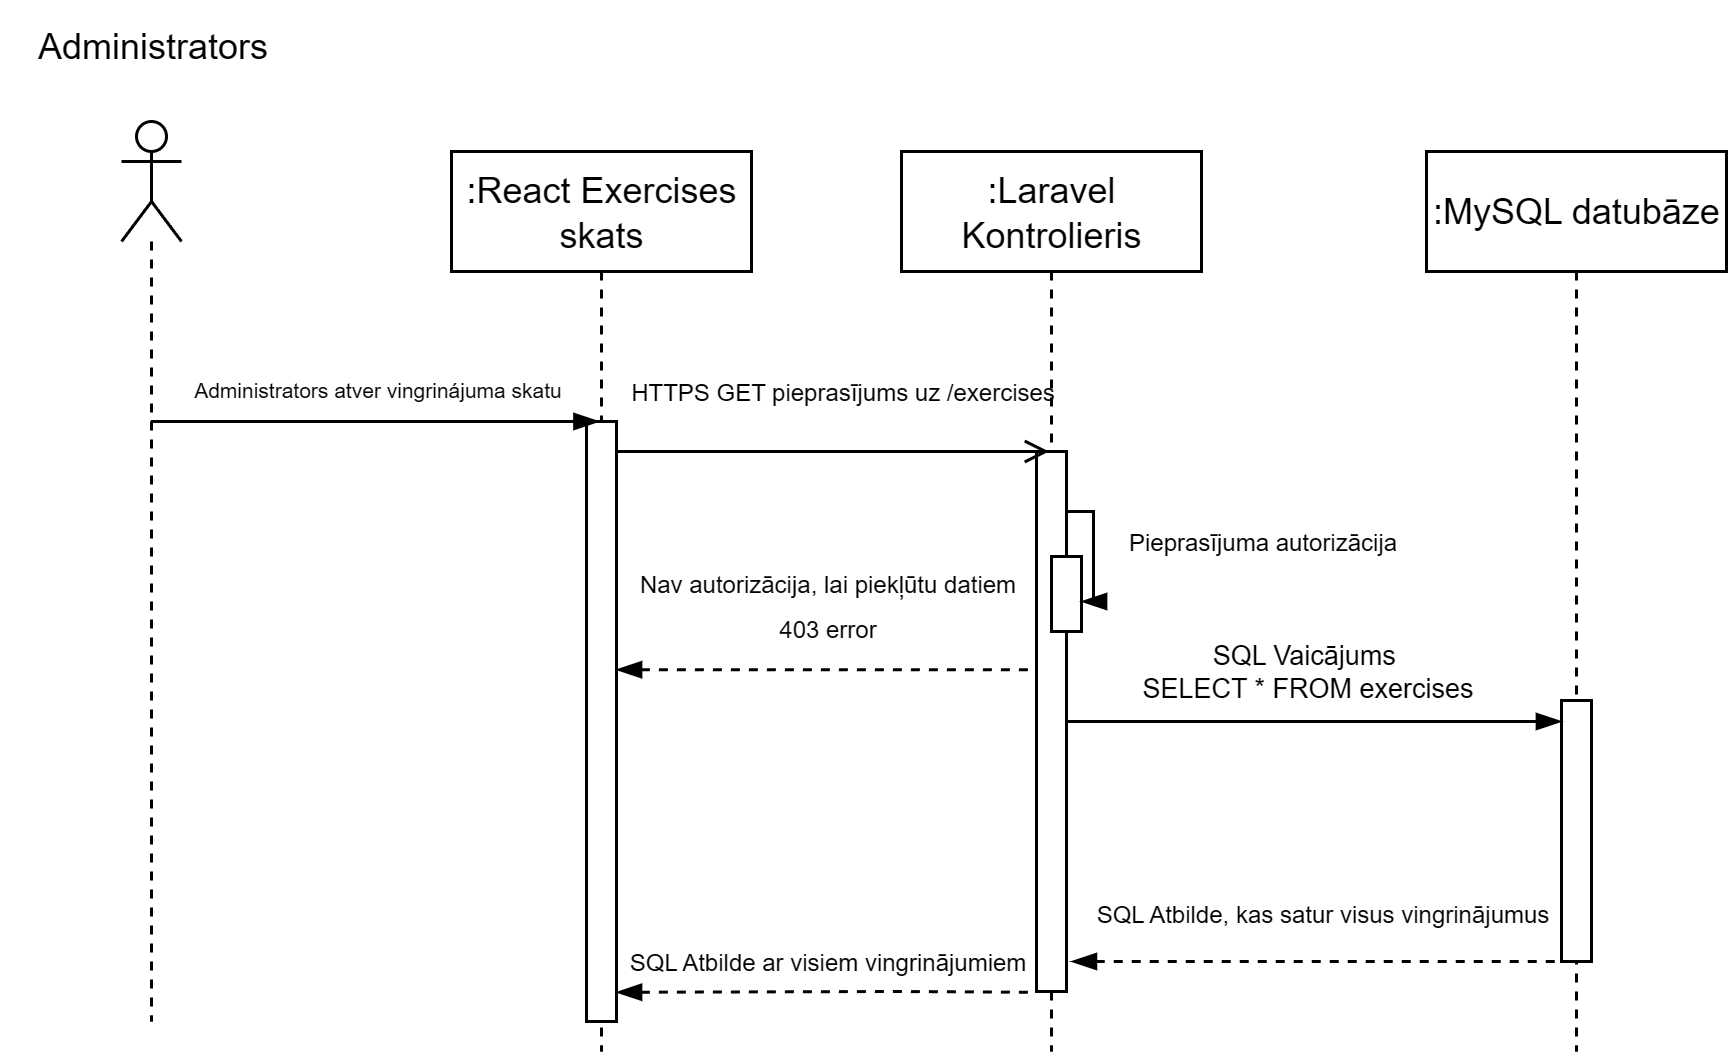 Administrators
:React Exercises
skats
:Laravel
Kontrolieris
:MySQL datubāze
Administrators atver vingrinájuma skatu
HTTPS GET pieprasījums uz /exercises
Pieprasījuma autorizācija
Nav autorizācija, lai piekļūtu datiem
403 error
SQL Vaicājums
SELECT * FROM exercises
SQL Atbilde, kas satur visus vingrinājumus
SQL Atbilde ar visiem vingrinājumiem